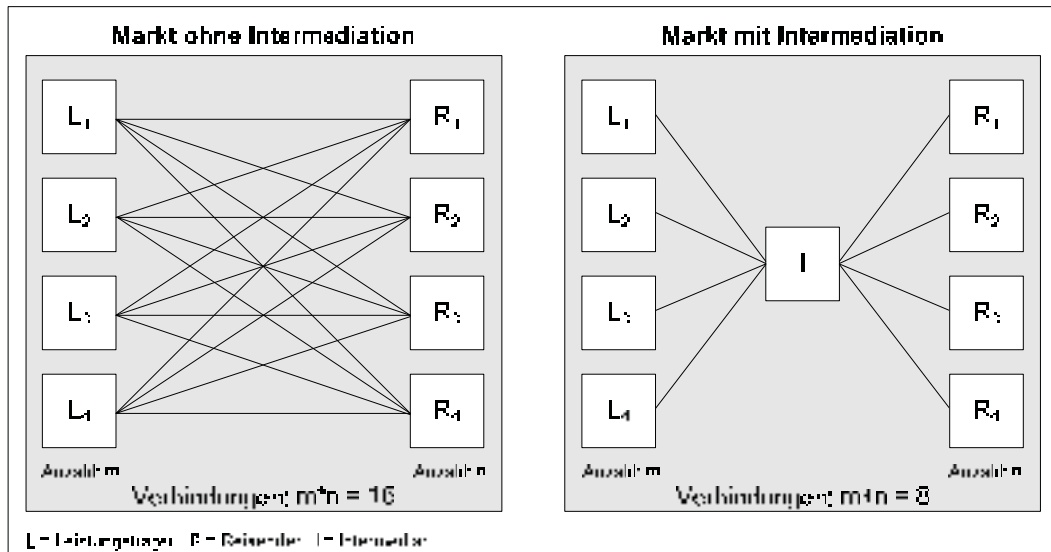 Markt ohne Intermediation
L1
R1
L2
R2
L3
R3
L4
R4
Anzahl: m
Anzahl: n
Verbindungen: m*n = 16
Markt mit Intermediation
L1
R1
L2
I
R2
L3
R3
L4
R4
Anzahl: m
Anzahl: n
Verbindungen: m+n = 8
L = Leistungsträger R = Reisender I = Intermediär